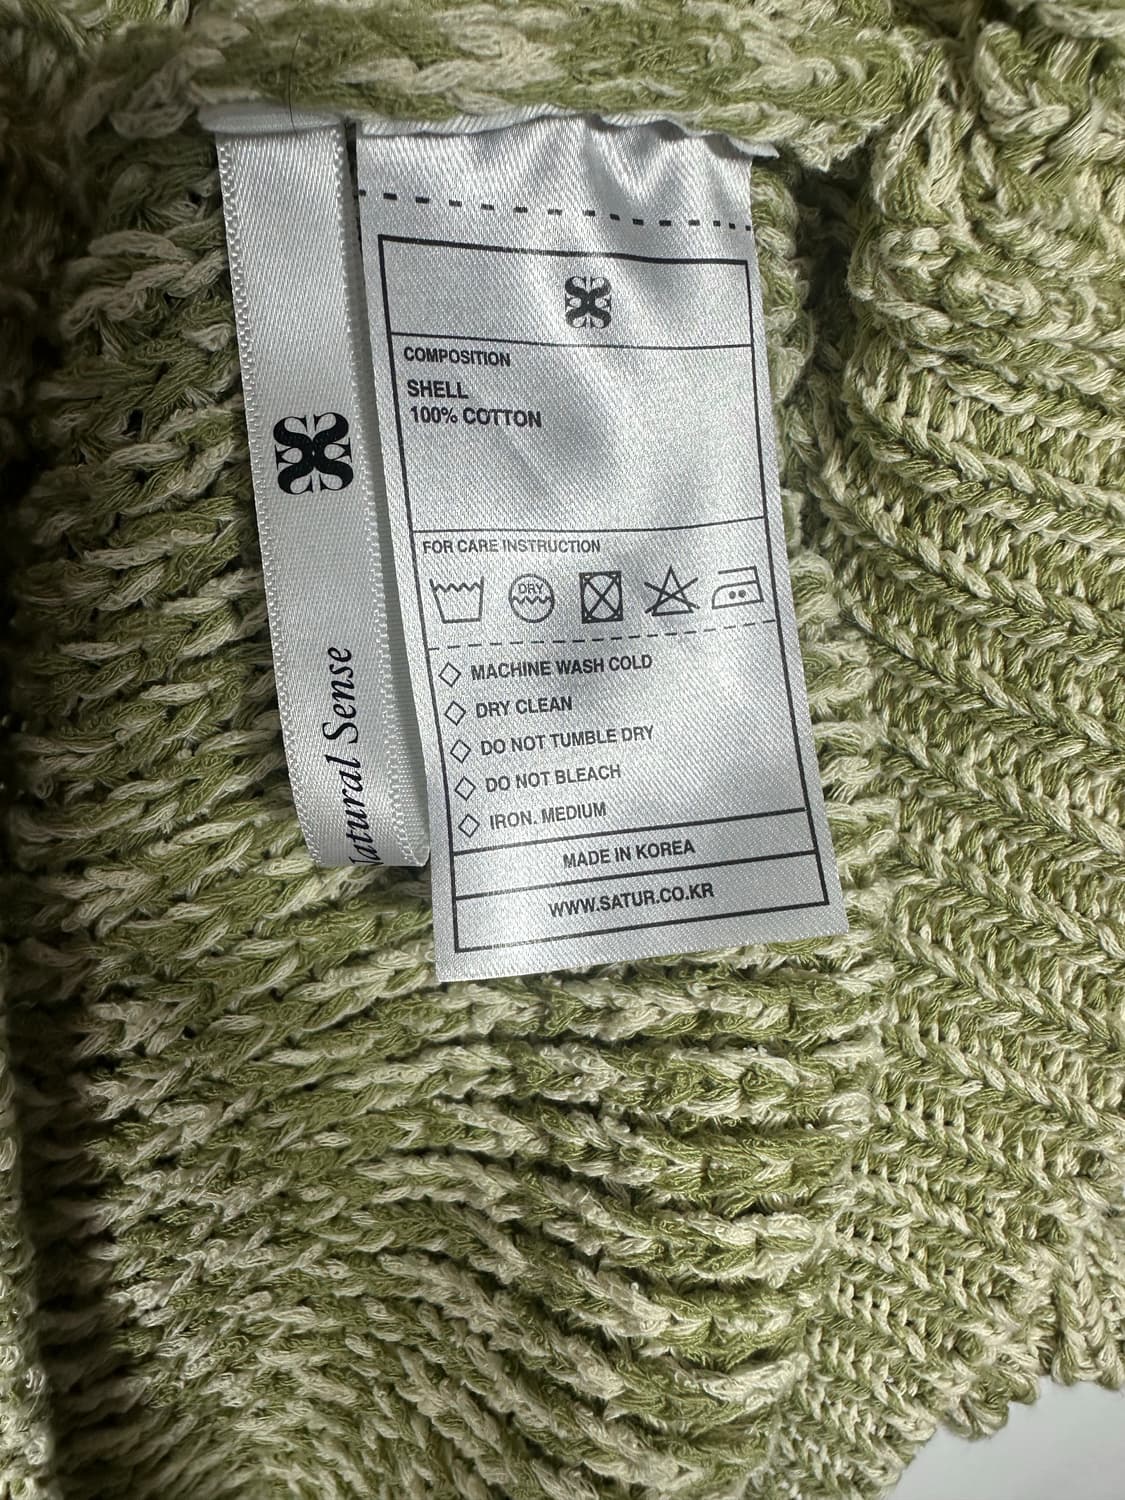 COMPOSITION
SHELL
100% COTTON
FOR CARE INSTRUCTION
DRY
MACHINE WASH COLD
DRY CLEAN
DO NOT TUMBLE DRY
DO NOT BLEACH
IRON. MEDIUM
MADE IN KOREA
WWW.SATUR.CO.KR
Sense